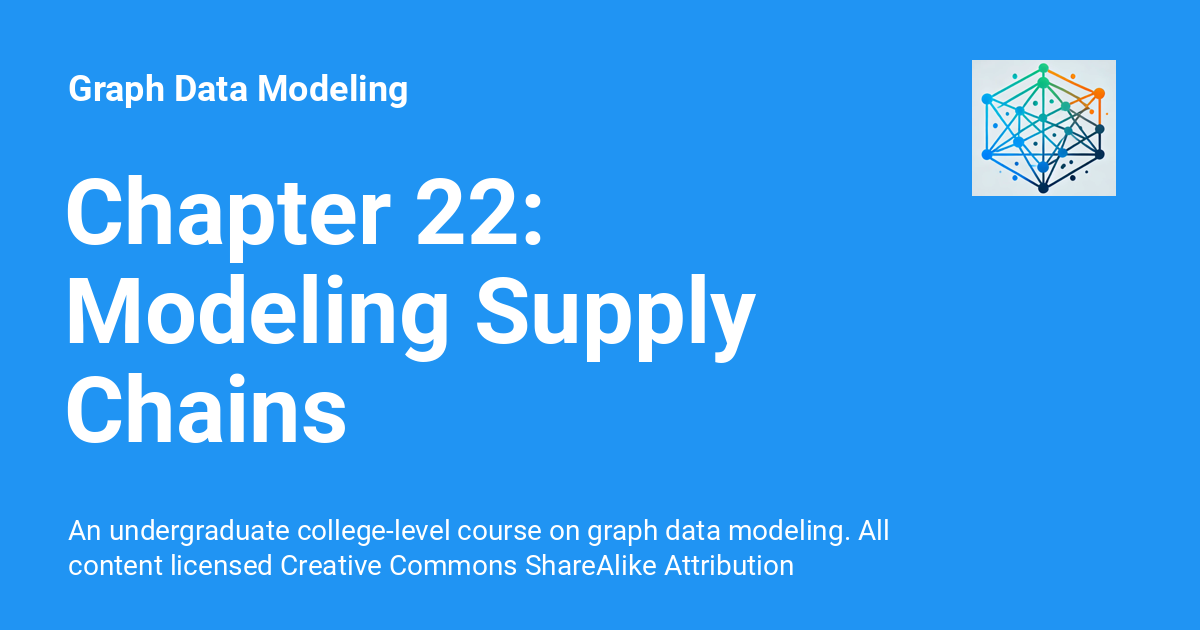 Graph Data Modeling
Chapter 22:
Modeling Supply
Chains
An undergraduate college-level course on graph data modeling. All
content licensed Creative Commons ShareAlike Attribution